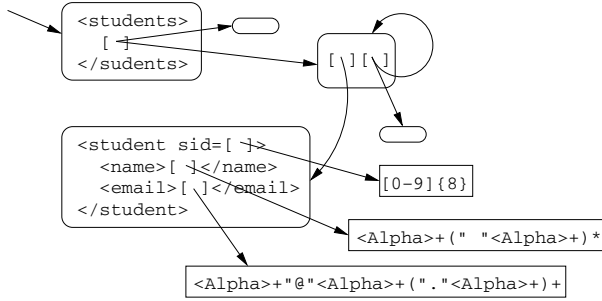 <students>
[ ]
</sudents>
[ ][ ]
<student sid=[ ]>
<name>[ ]</name>
<email>[ ]</email>
</student>
[0-9]{8}
<Alpha>+(" "<Alpha>+)*
<Alpha>+"@"<Alpha>+("."<Alpha>+)+